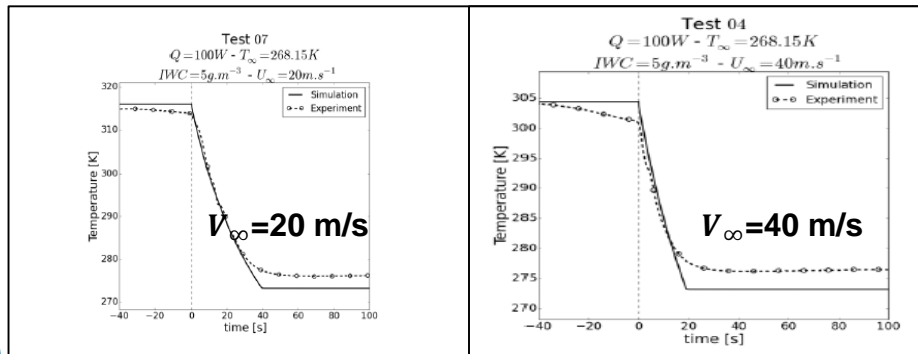 Test 07
Q = 100W - T∞ = 268.15K
IWC = 5g.m⁻³ - U∞ = 20m.s⁻¹
Simulation
Experiment
Temperature [K]
320
310
300
290
280
270
V∞=20 m/s
-40 -20 0 20 40 60 80 100
time [s]
Test 04
Q = 100W - T∞ = 268.15K
IWC = 5g.m⁻³ - U∞ = 40m.s⁻¹
Simulation
Experiment
Temperature [K]
305
300
295
290
285
280
275
270
V∞=40 m/s
-40 -20 0 20 40 60 80 100
time [s]